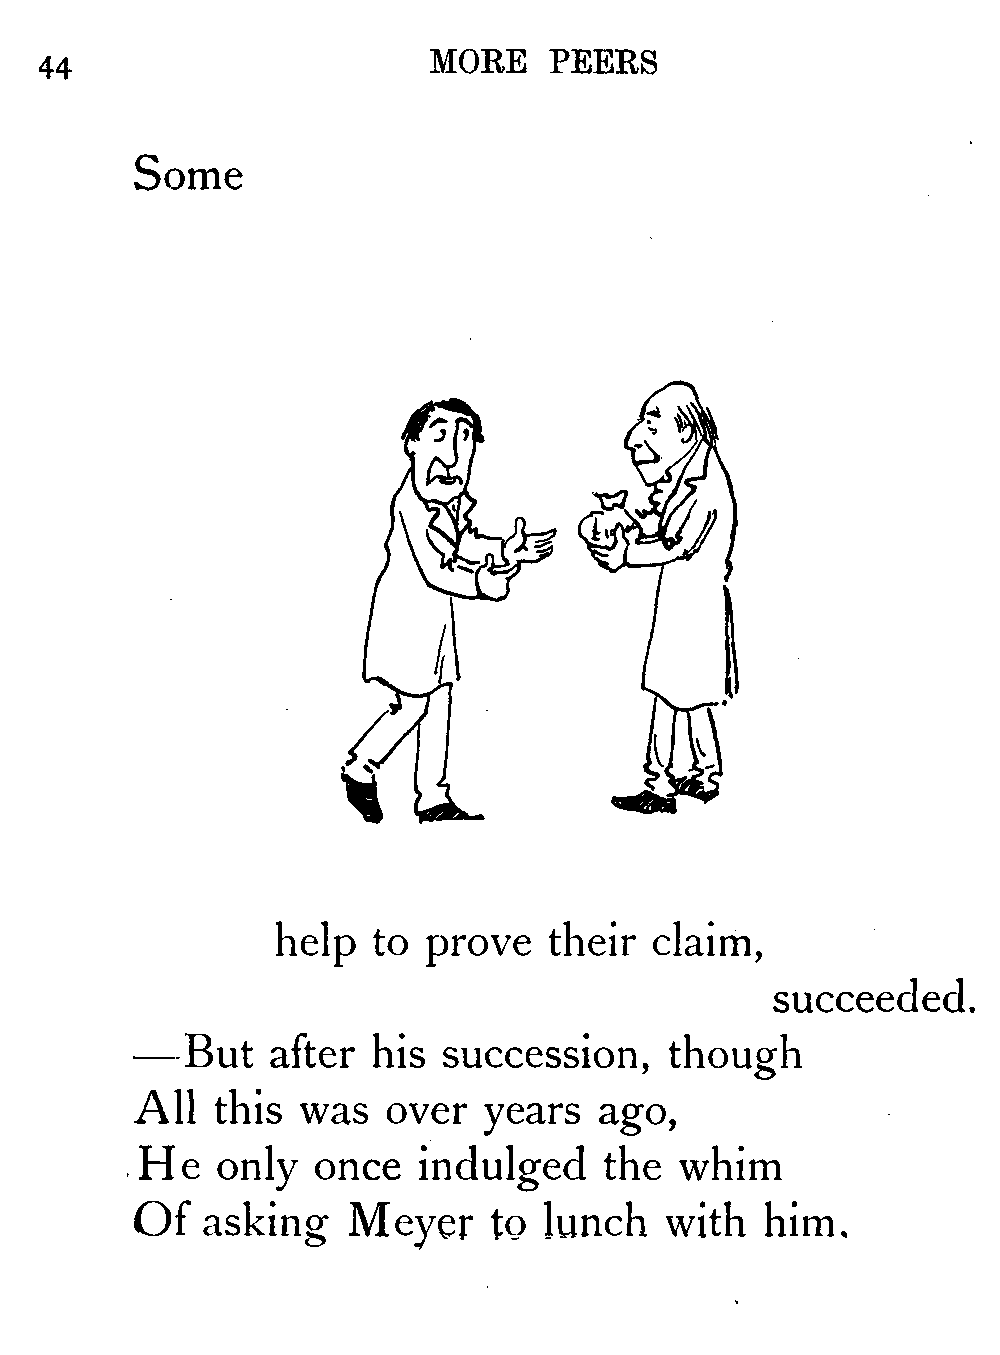 44 MORE PEERS
Some
help to prove their claim,
succeeded.
—But after his succession, though
All this was over years ago,
He only once indulged the whim
Of asking Meyer to lunch with him.